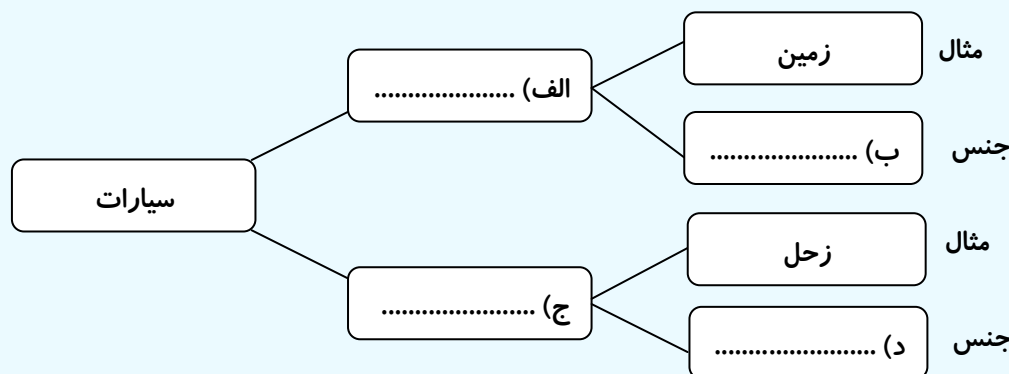 مثال
زمین
الف) .....................
جنس
ب) ......................
سیارات
مثال
زحل
ج) .......................
جنس
د) ........................